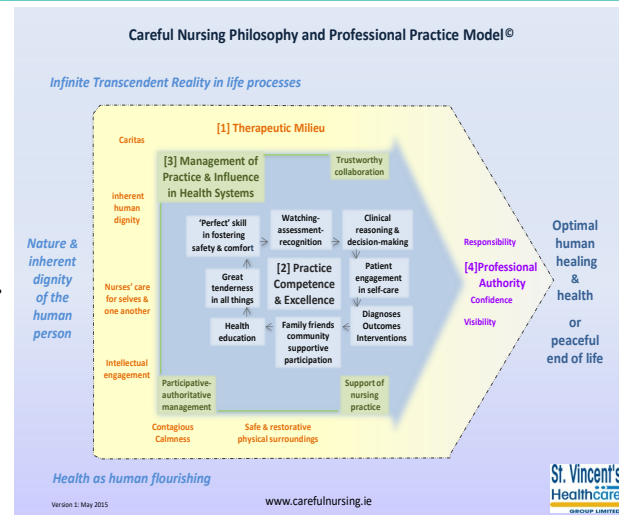 Careful Nursing Philosophy and Professional Practice Model©
Infinite Transcendent Reality in life processes
[1] Therapeutic Milieu
Caritas
[3] Management of
Practice & Influence
in Health Systems
Trustworthy
collaboration
inherent
human
dignity
'Perfect' skill
in fostering
safety & comfort
Watching-
assessment-
recognition
Clinical
reasoning &
decision-making
Nature &
inherent
dignity
of the
human
person
Nurses' care
for selves &
one another
Great
tenderness
in all things
[2] Practice
Competence
& Excellence
Patient
engagement
in self-care
Responsibility
[4]Professional
Authority
Confidence
Visibility
Optimal
human
healing
&
health
or
peaceful
end of life
Health
education
Family friends
community
supportive
participation
Diagnoses
Outcomes
Interventions
Intellectual
engagement
Participative-
authoritative
management
Support of
nursing
practice
Contagious
Calmness
Safe & restorative
physical surroundings
Health as human flourishing
Version 1: May 2015
www.carefulnursing.ie
St. Vincent's
Healthcare
GROUP LIMITED